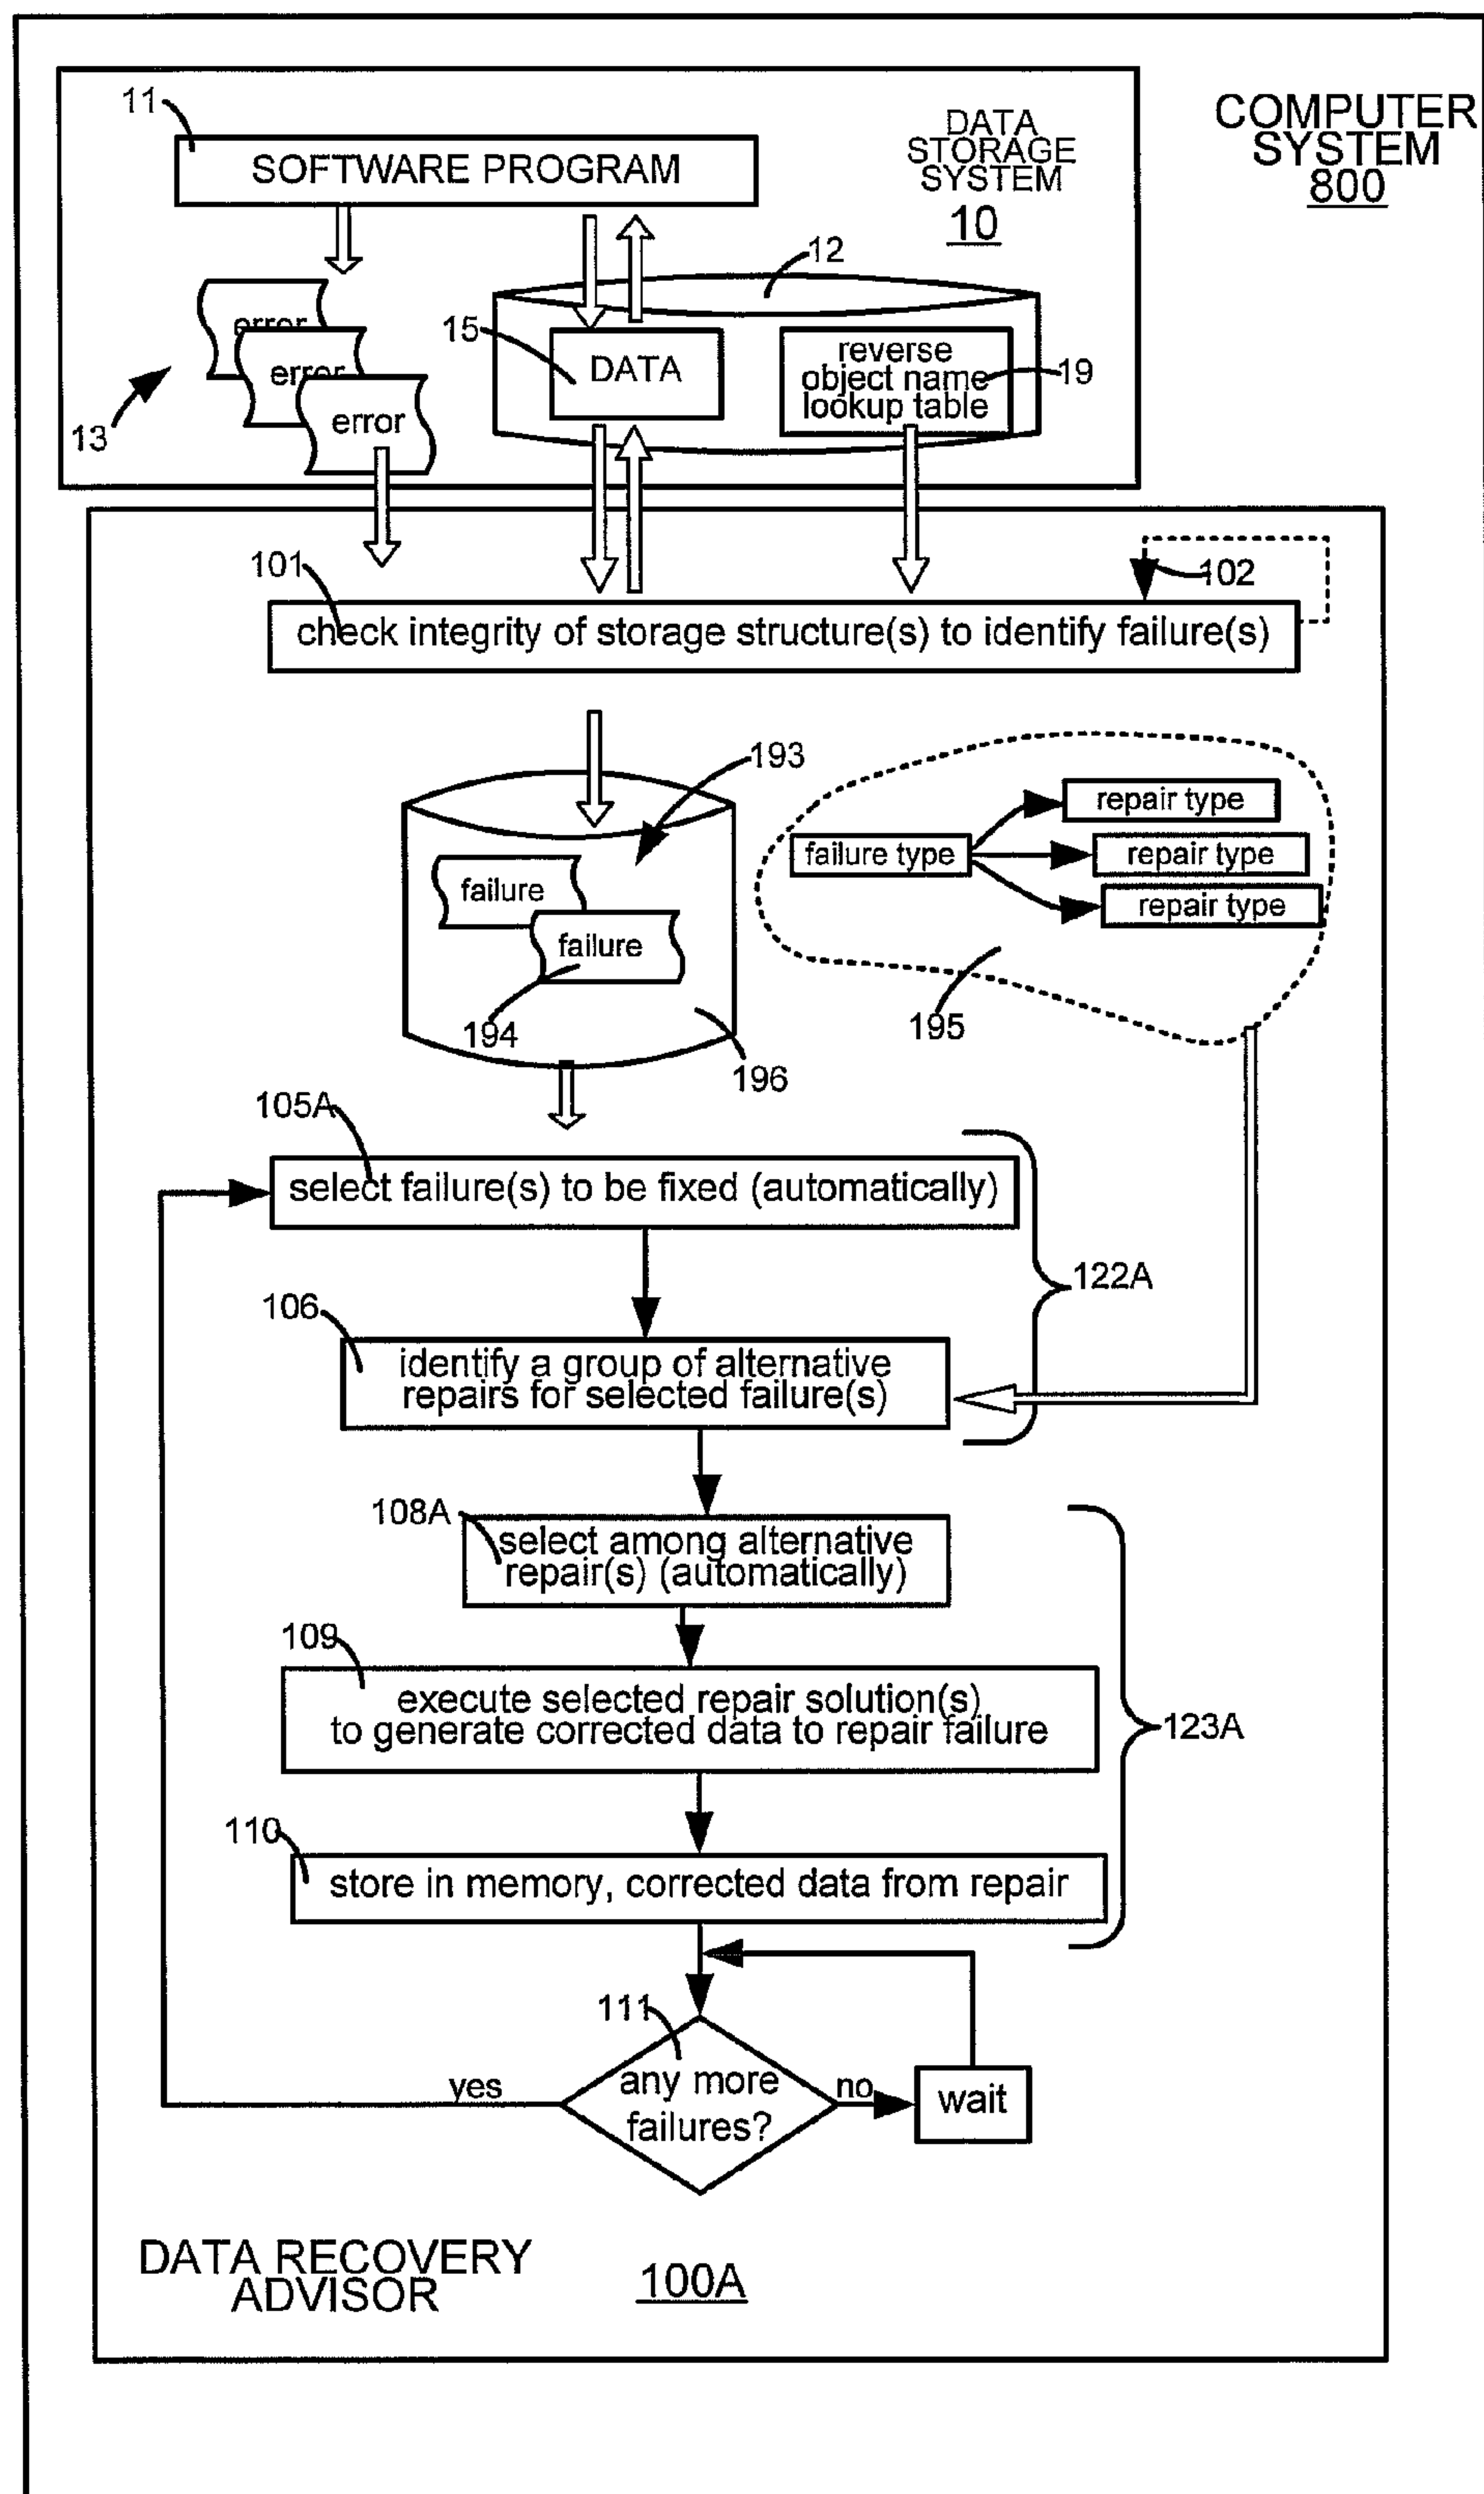 COMPUTER
SYSTEM
800
11
SOFTWARE PROGRAM
DATA
STORAGE
SYSTEM
10
12
error
error
error
13
15
DATA
reverse
object name
lookup table
19
101
102
check integrity of storage structure(s) to identify failure(s)
193
failure
failure
194
196
failure type
repair type
repair type
repair type
195
105A
select failure(s) to be fixed (automatically)
122A
106
identify a group of alternative
repairs for selected failure(s)
108A
select among alternative
repair(s) (automatically)
109
execute selected repair solution(s)
to generate corrected data to repair failure
123A
110
store in memory, corrected data from repair
111
any more
failures?
yes
no
wait
DATA RECOVERY
ADVISOR
100A